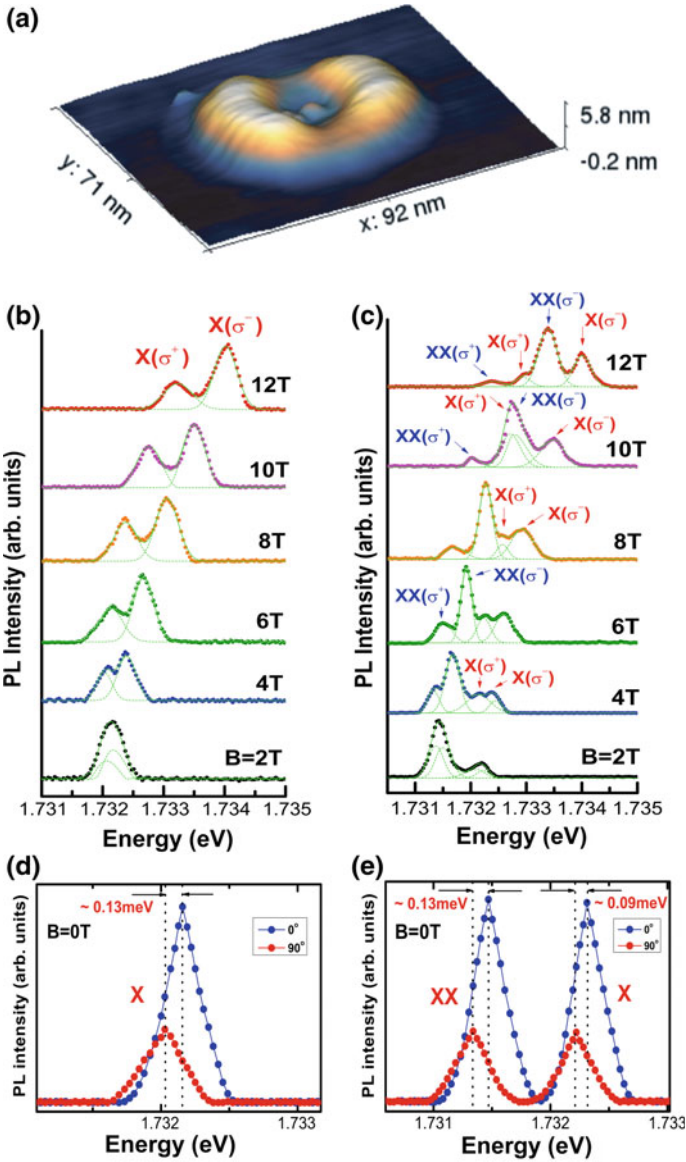 (a)
5.8 nm
-0.2 nm
y: 71 nm
x: 92 nm
(b)
X(σ⁺)
X(σ⁻)
12T
10T
8T
6T
4T
B=2T
PL Intensity (arb. units)
1.731 1.732 1.733 1.734 1.735
Energy (eV)
(c)
XX(σ⁻)
X(σ⁻)
X(σ⁺)
XX(σ⁺)
12T
X(σ⁺)
XX(σ⁻)
X(σ⁻)
XX(σ⁺)
10T
X(σ⁺)
X(σ⁻)
8T
XX(σ⁻)
XX(σ⁺)
6T
X(σ⁺)
X(σ⁻)
4T
B=2T
PL Intensity (arb. units)
1.731 1.732 1.733 1.734 1.735
Energy (eV)
(d)
~ 0.13meV
B=0T
0°
90°
X
PL intensity (arb. units)
1.732 1.733
Energy (eV)
(e)
~ 0.13meV
~ 0.09meV
B=0T
0°
90°
XX
X
PL intensity (arb. units)
1.731 1.732 1.733
Energy (eV)